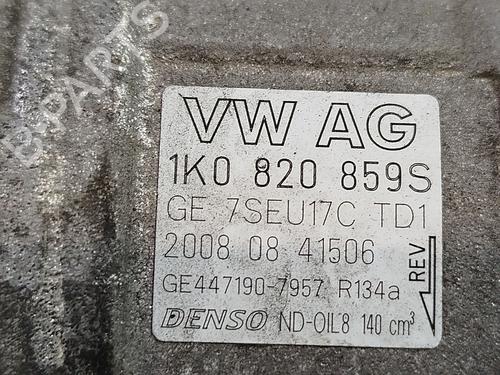 B-PARTS
VW AG
1K0 820 859S
GE 7SEU17C TD1
2008 08 41506
GE447190-7957 R134a
REV
DENSO ND-OIL8 140 cm³